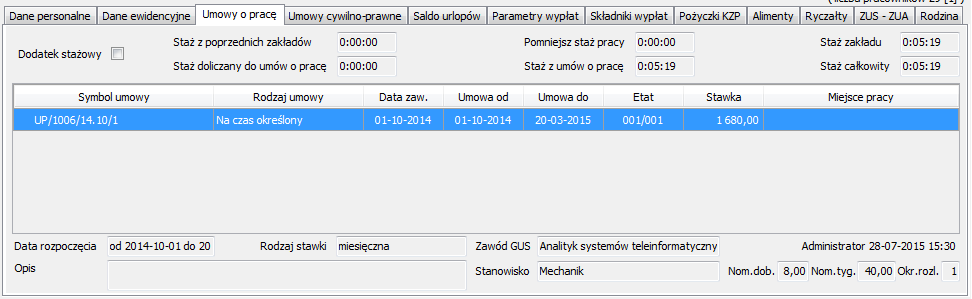 ( liczba pracowników 29 [1] )
Dane personalne Dane ewidencyjne Umowy o pracę Umowy cywilno-prawne Saldo urlopów Parametry wypłat Składniki wypłat Pożyczki KZP Alimenty Ryczałty ZUS - ZUA Rodzina
Dodatek stażowy
Staż z poprzednich zakładów 0:00:00 Pomniejsz staż pracy 0:00:00 Staż zakładu 0:05:19
Staż doliczany do umów o pracę 0:00:00 Staż z umów o pracę 0:05:19 Staż całkowity 0:05:19
Symbol umowy Rodzaj umowy Data zaw. Umowa od Umowa do Etat Stawka Miejsce pracy
UP/1006/14.10/1 Na czas określony 01-10-2014 01-10-2014 20-03-2015 001/001 1 680,00
Data rozpoczęcia od 2014-10-01 do 20 Rodzaj stawki miesięczna Zawód GUS Analityk systemów teleinformatyczny Administrator 28-07-2015 15:30
Opis Stanowisko Mechanik Nom.dob. 8,00 Nom.tyg. 40,00 Okr.rozl. 1